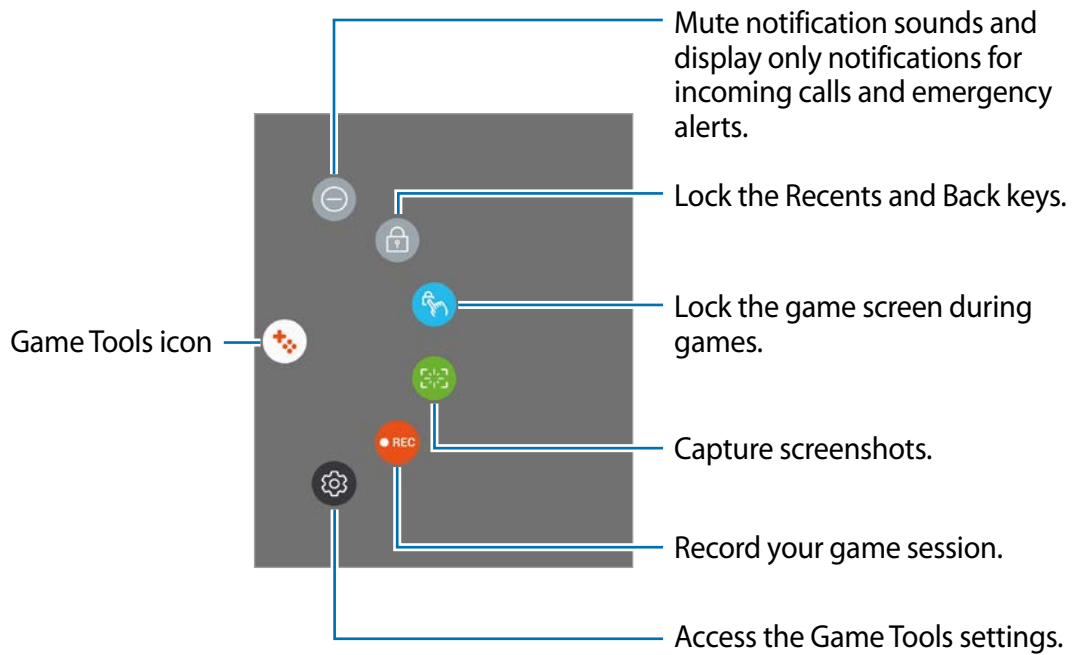 Mute notification sounds and
display only notifications for
incoming calls and emergency
alerts.
Lock the Recents and Back keys.
Lock the game screen during
games.
Game Tools icon
Capture screenshots.
REC
Record your game session.
Access the Game Tools settings.